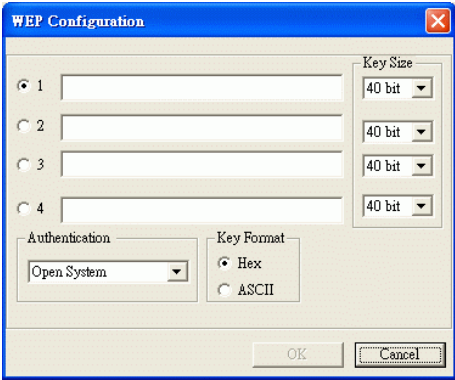 WEP Configuration
Key Size
1
40 bit
2
40 bit
3
40 bit
4
40 bit
Authentication
Key Format
Open System
Hex
ASCII
OK
Cancel